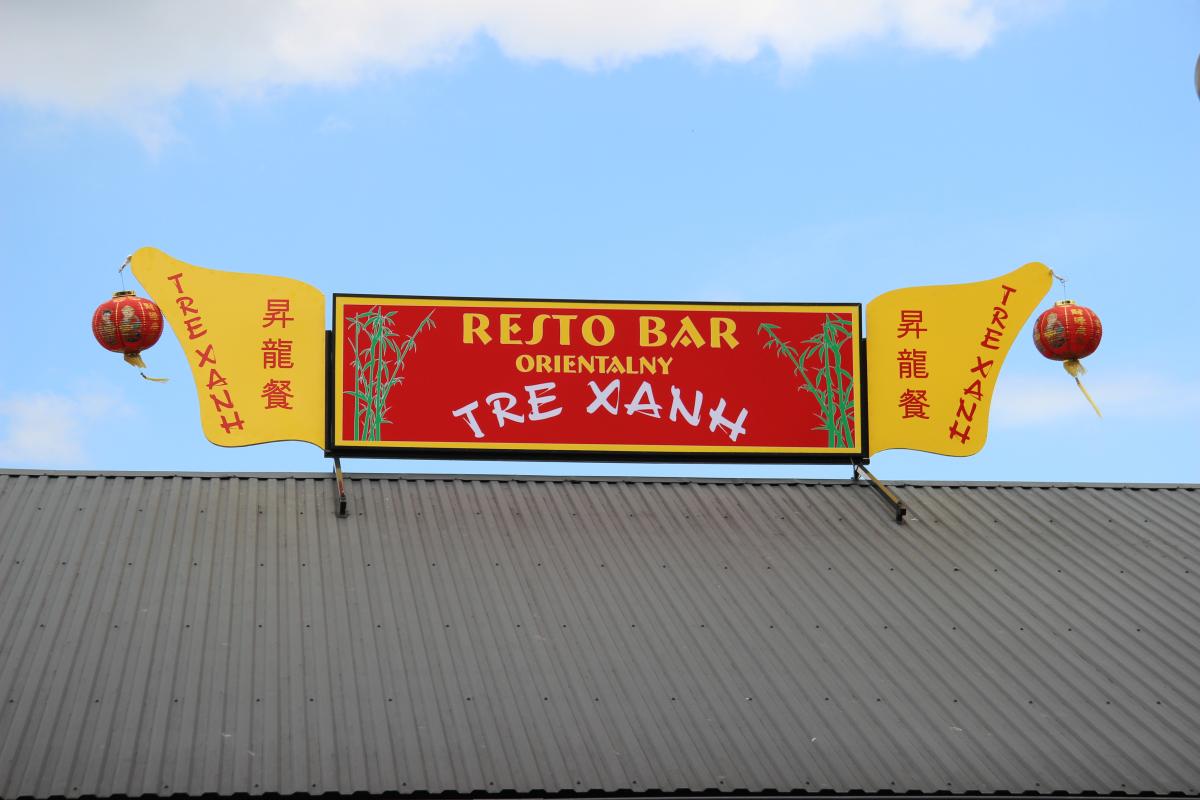 TRE XANH
昇龍餐
RESTO BAR
ORIENTALNY
TRE XANH
昇龍餐
TRE XANH